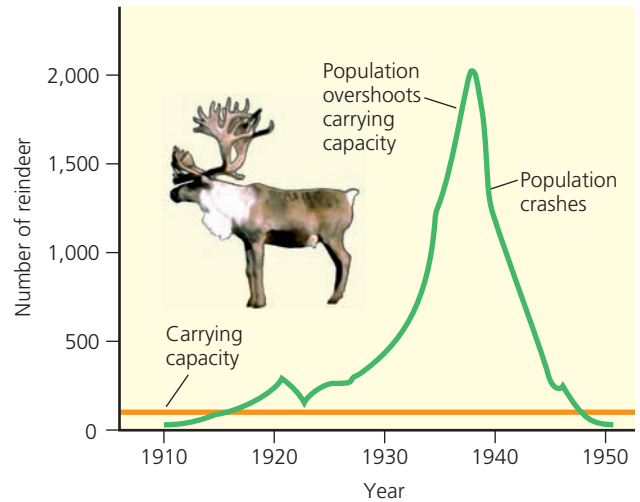 Number of reindeer
2,000
1,500
1,000
500
0
Population
overshoots
carrying
capacity
Population
crashes
Carrying
capacity
1910
1920
1930
1940
1950
Year